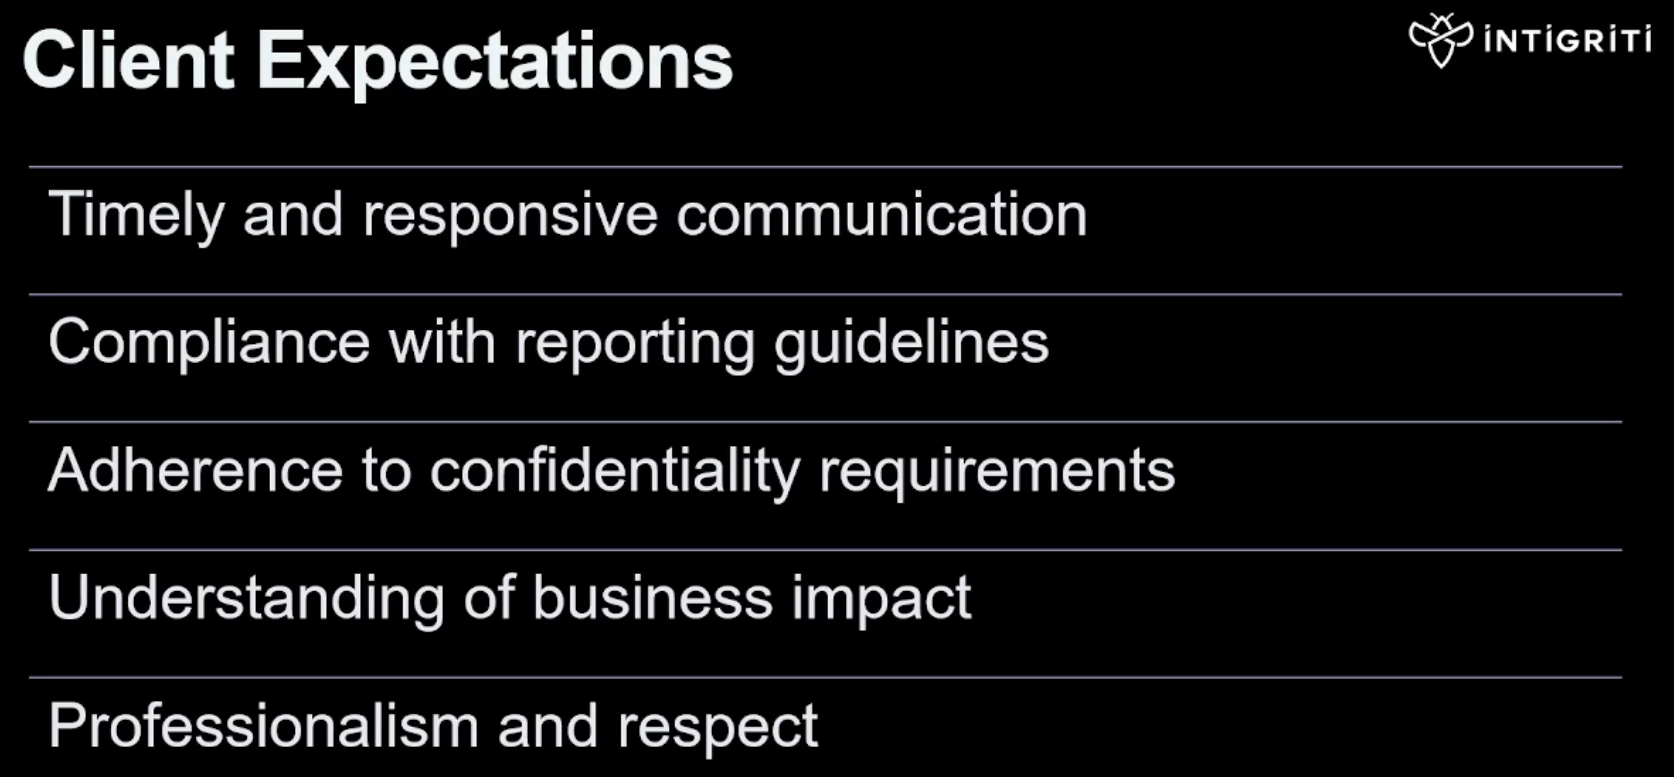 Client Expectations
INTIGRITI
Timely and responsive communication
Compliance with reporting guidelines
Adherence to confidentiality requirements
Understanding of business impact
Professionalism and respect